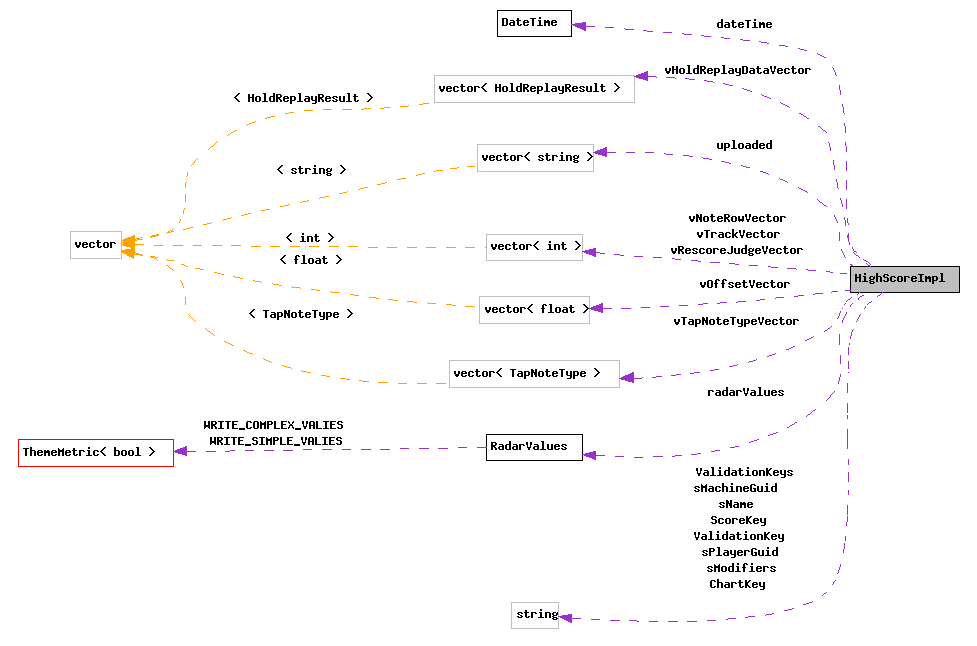 DateTime
dateTime
vHoldReplayDataVector
vector< HoldReplayResult >
< HoldReplayResult >
uploaded
vector< string >
< string >
vNoteRowVector
vTrackVector
vRescoreJudgeVector
vector
< int >
vector< int >
< float >
HighScoreImpl
vOffsetVector
vector< float >
< TapNoteType >
vTapNoteTypeVector
vector< TapNoteType >
radarValues
WRITE_COMPLEX_VALIES
WRITE_SIMPLE_VALIES
RadarValues
ThemeMetric< bool >
ValidationKeys
sMachineGuid
sName
ScoreKey
ValidationKey
sPlayerGuid
sModifiers
ChartKey
string